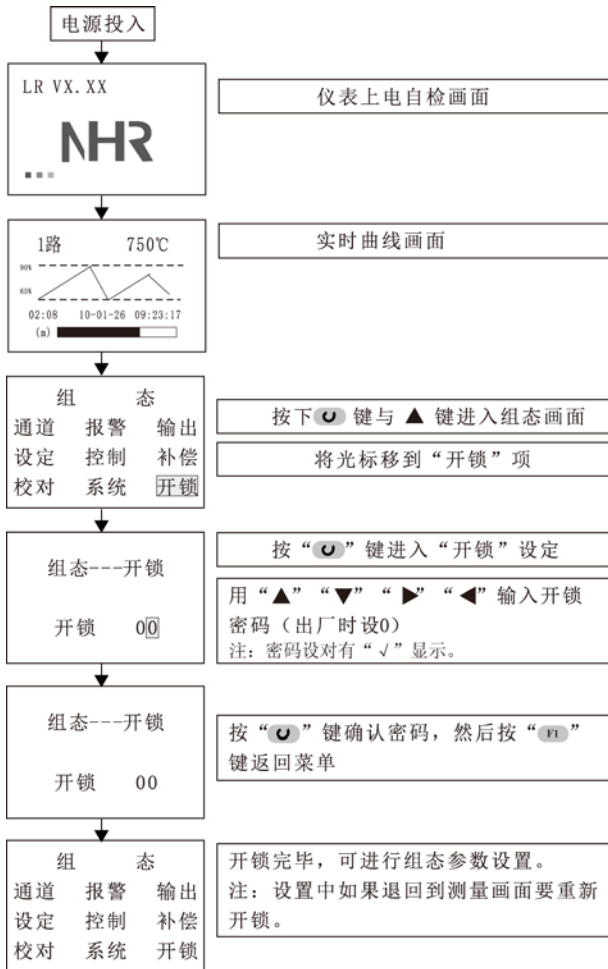 电源投入
LR VX.XX
NHR
仪表上电自检画面
1路 750℃
90%
65%
02:08 10-01-26 09:23:17
(m)
实时曲线画面
组 态
通道 报警 输出
设定 控制 补偿
校对 系统 开锁
按下 键与 ▲ 键进入组态画面
将光标移到“开锁”项
组态---开锁
开锁 00
按“ ”键进入“开锁”设定
用“▲”“▼”“▶”“◀”输入开锁
密码（出厂时设0）
注：密码设对有“√”显示。
组态---开锁
开锁 00
按“ ”键确认密码，然后按“F1”
键返回菜单
组 态
通道 报警 输出
设定 控制 补偿
校对 系统 开锁
开锁完毕，可进行组态参数设置。
注：设置中如果退回到测量画面要重新
开锁。